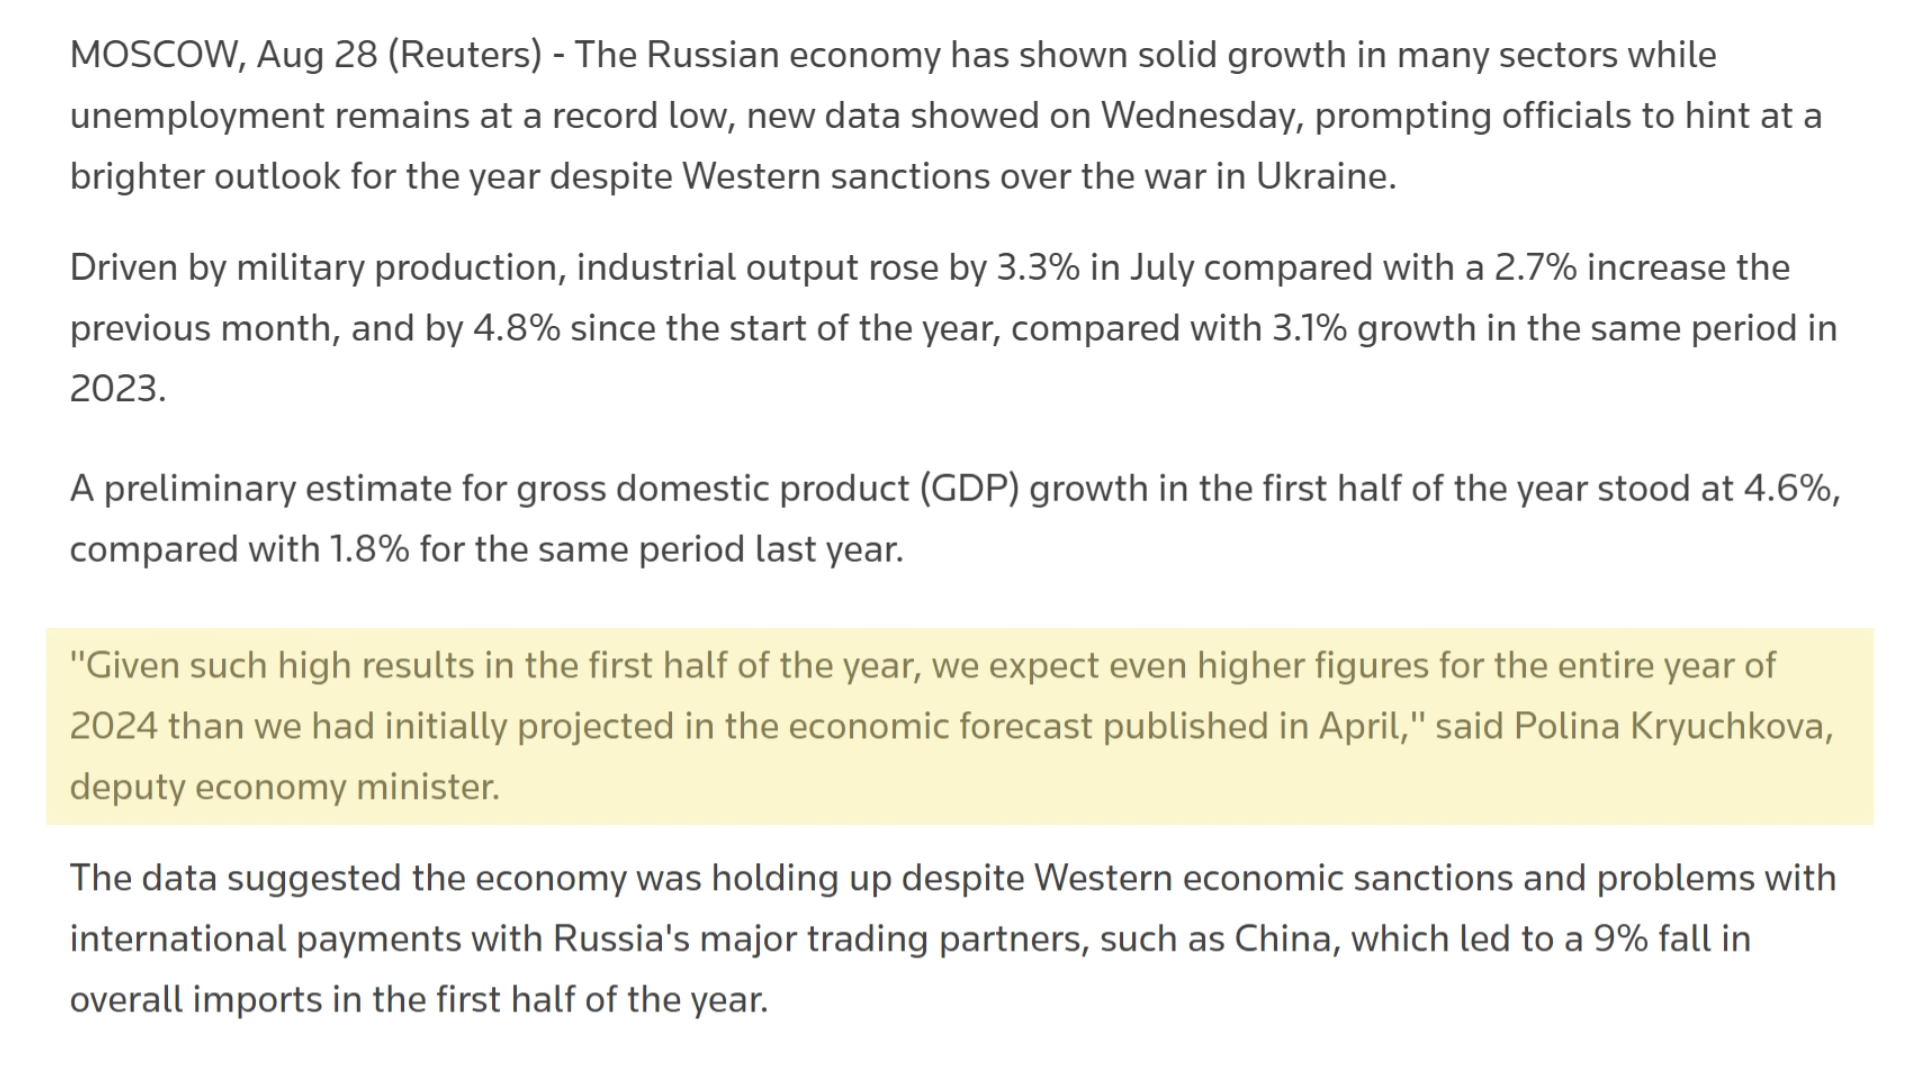 MOSCOW, Aug 28 (Reuters) - The Russian economy has shown solid growth in many sectors while
unemployment remains at a record low, new data showed on Wednesday, prompting officials to hint at a
brighter outlook for the year despite Western sanctions over the war in Ukraine.
Driven by military production, industrial output rose by 3.3% in July compared with a 2.7% increase the
previous month, and by 4.8% since the start of the year, compared with 3.1% growth in the same period in
2023.
A preliminary estimate for gross domestic product (GDP) growth in the first half of the year stood at 4.6%,
compared with 1.8% for the same period last year.
"Given such high results in the first half of the year, we expect even higher figures for the entire year of
2024 than we had initially projected in the economic forecast published in April," said Polina Kryuchkova,
deputy economy minister.
The data suggested the economy was holding up despite Western economic sanctions and problems with
international payments with Russia's major trading partners, such as China, which led to a 9% fall in
overall imports in the first half of the year.